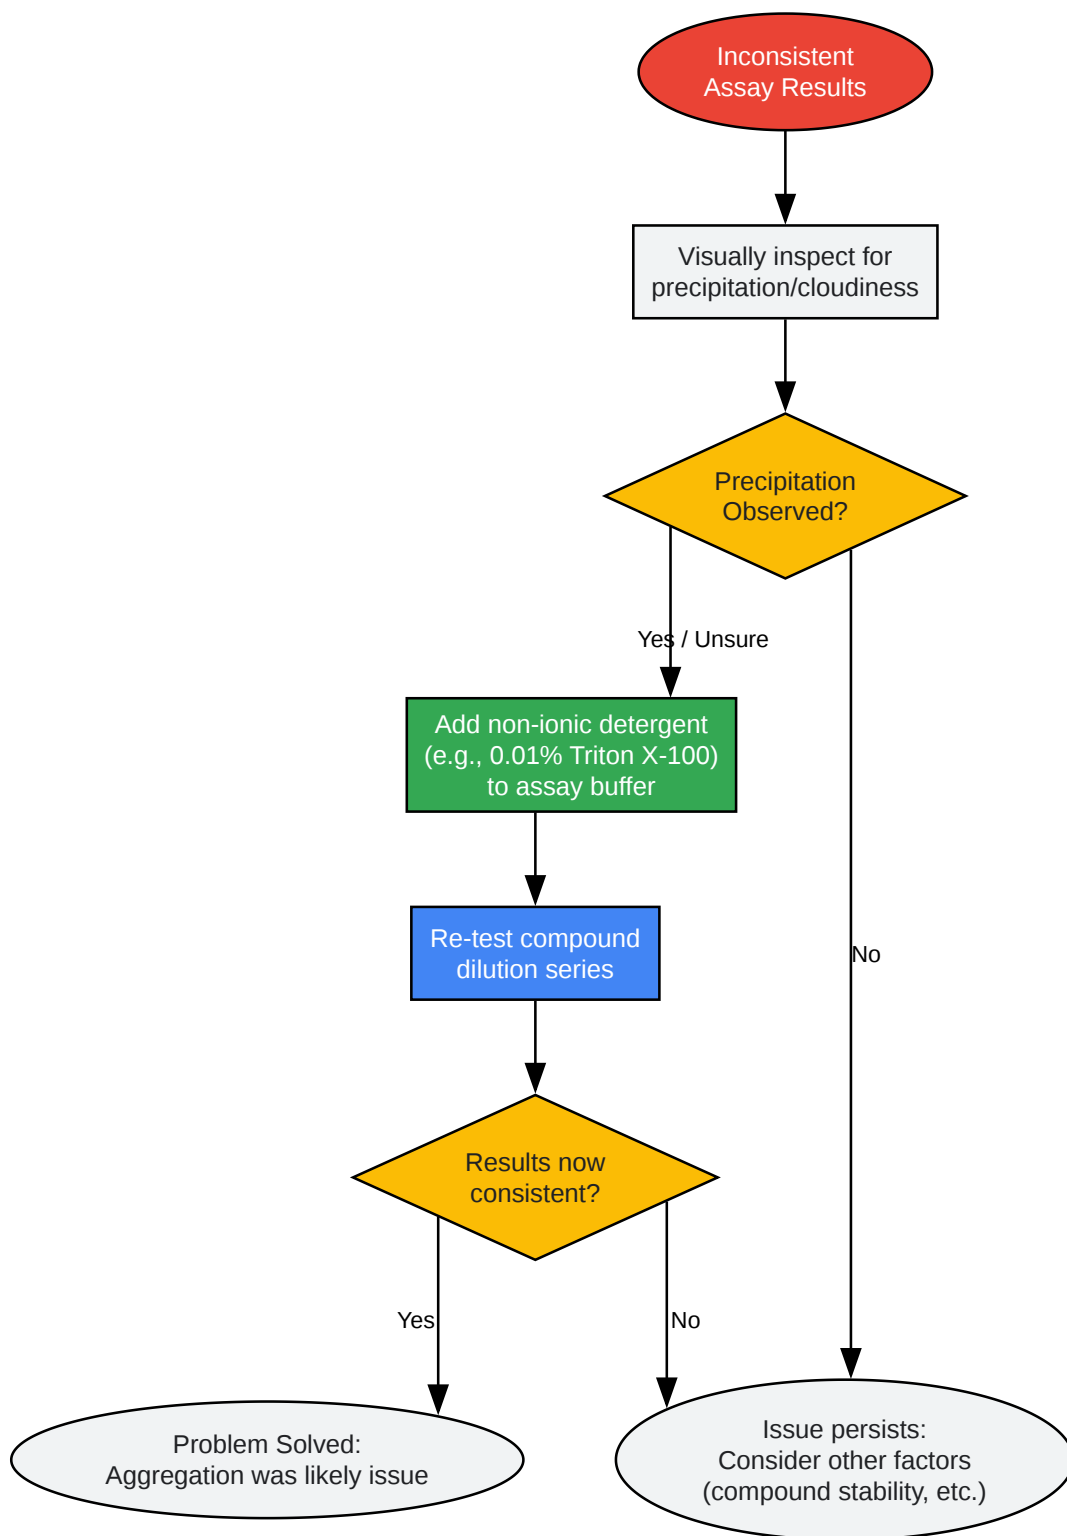 Inconsistent
Assay Results
Visually inspect for
precipitation/cloudiness
Precipitation
Observed?
Yes / Unsure
Add non-ionic detergent
(e.g., 0.01% Triton X-100)
to assay buffer
Re-test compound
dilution series
No
Results now
consistent?
Yes
No
Problem Solved:
Aggregation was likely issue
Issue persists:
Consider other factors
(compound stability, etc.)